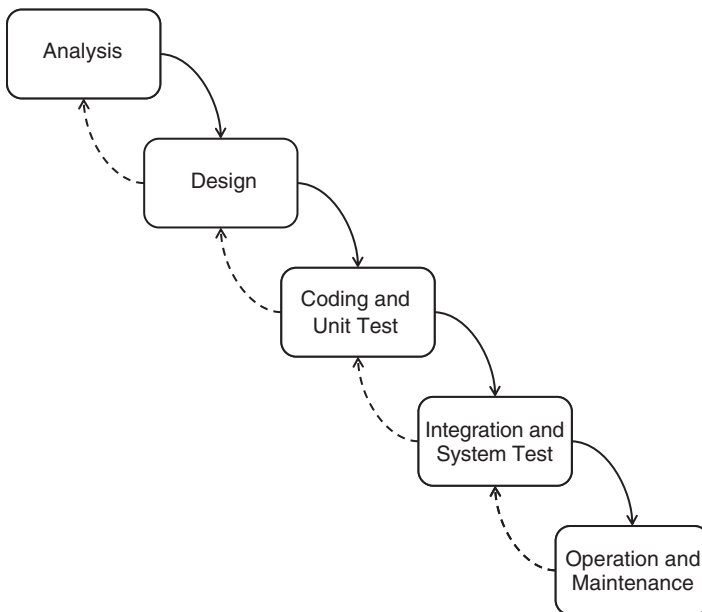 Analysis
Design
Coding and
Unit Test
Integration and
System Test
Operation and
Maintenance